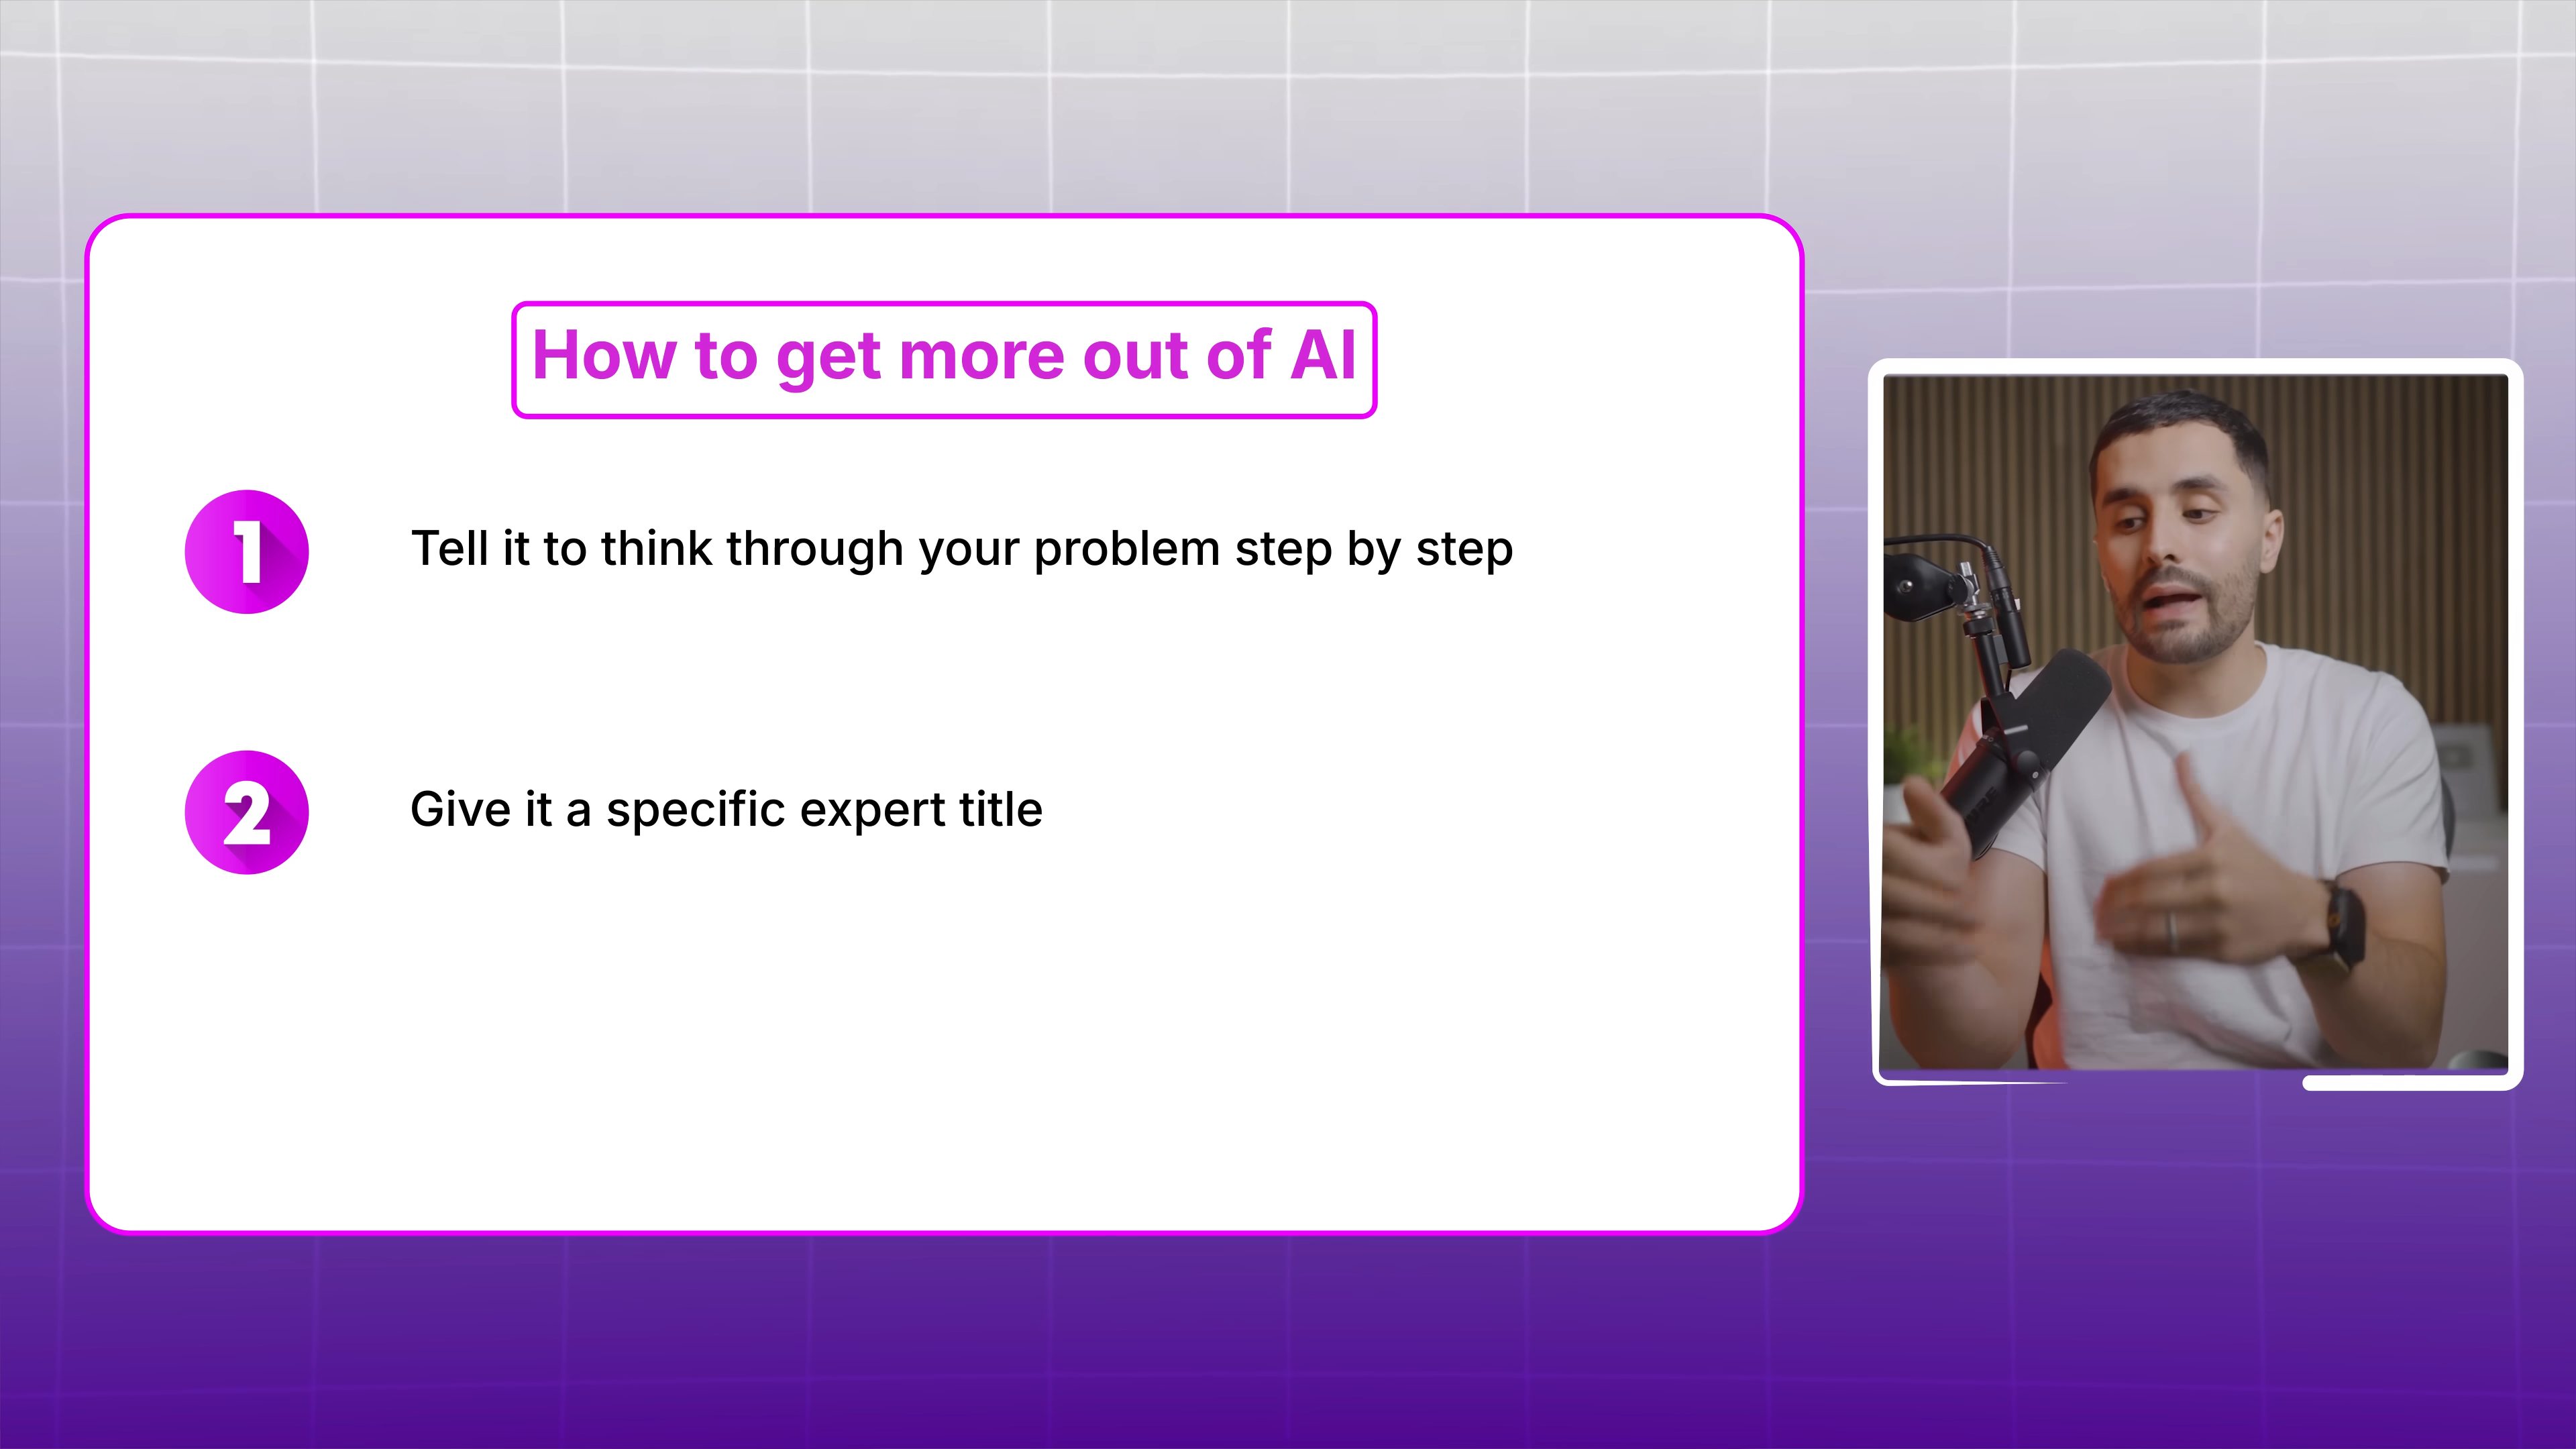 How to get more out of AI
1
Tell it to think through your problem step by step
2
Give it a specific expert title